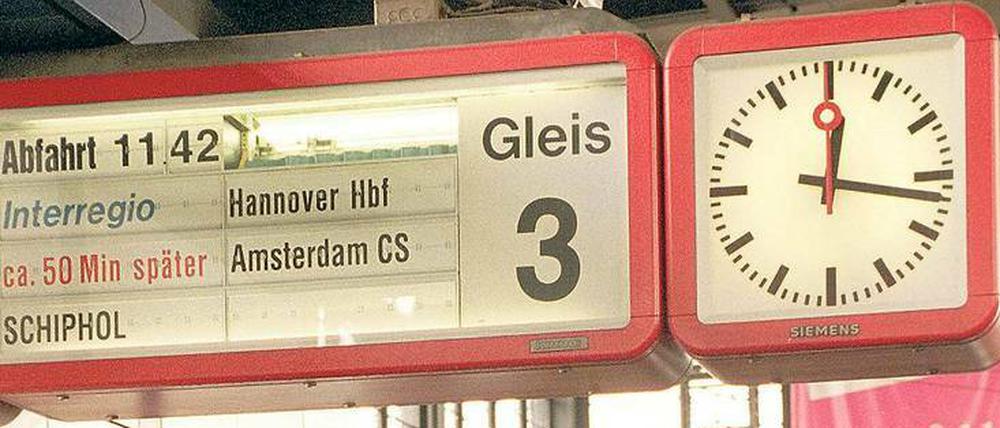 Abfahrt 11 42
Interregio
Hannover Hbf
ca. 50 Min später
Amsterdam CS
SCHIPHOL
Gleis
3
SIEMENS